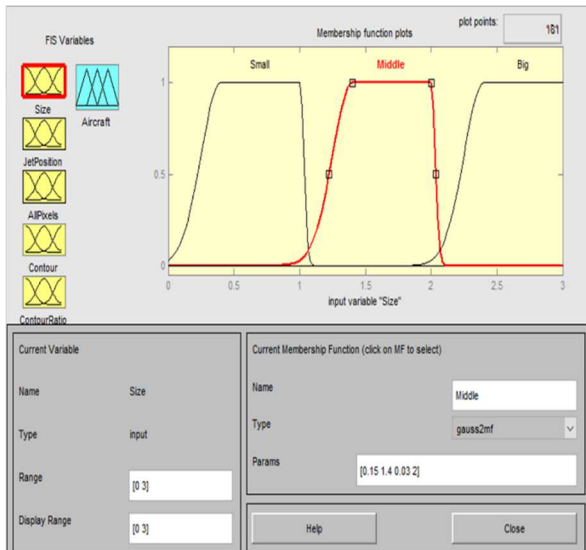 FIS Variables
Membership function plots
plot points:
181
Size
Aircraft
JetPosition
AllPixels
Contour
ContourRatio
Small
Middle
Big
1
0.5
0
0
0.5
1
1.5
2
2.5
3
input variable "Size"
Current Variable
Name
Size
Type
input
Range
[0 3]
Display Range
[0 3]
Current Membership Function (click on MF to select)
Name
Middle
Type
gauss2mf
Params
[0.15 1.4 0.03 2]
Help
Close